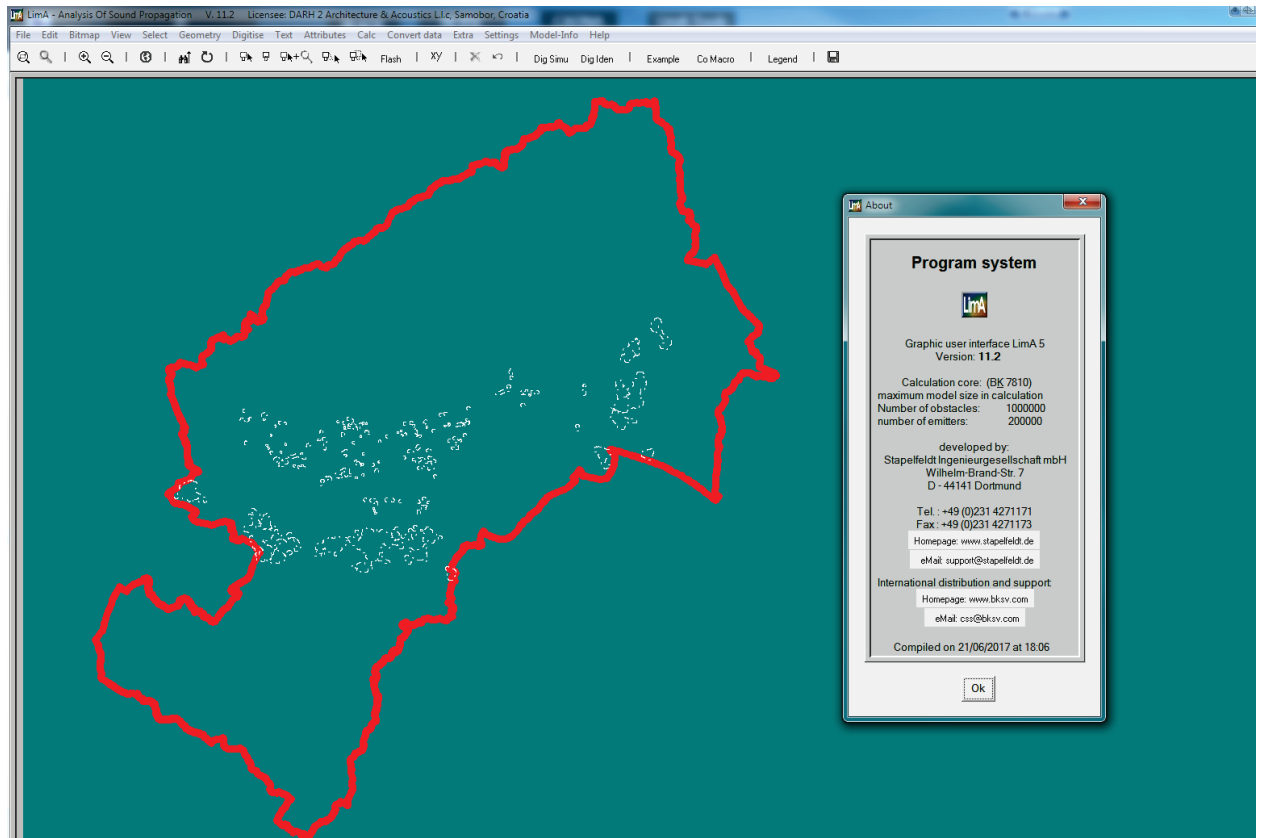 LimA - Analysis Of Sound Propagation V. 11.2 Licensee: DARH 2 Architecture & Acoustics L.l.c, Samobor, Croatia
File Edit Bitmap View Select Geometry Digitise Text Attributes Calc Convert data Extra Settings Model-Info Help
Flash XY Dig Simu Dig Iden Example Co Macro Legend
LimA About
Program system
LimA
Graphic user interface LimA 5
Version: 11.2
Calculation core: (BK 7810)
maximum model size in calculation
Number of obstacles: 1000000
number of emitters: 200000
developed by:
Stapelfeldt Ingenieurgesellschaft mbH
Wilhelm-Brand-Str. 7
D - 44141 Dortmund
Tel. : +49 (0)231 4271171
Fax : +49 (0)231 4271173
Homepage: www.stapelfeldt.de
eMail: support@stapelfeldt.de
International distribution and support:
Homepage: www.bksv.com
eMail: css@bksv.com
Compiled on 21/06/2017 at 18:06
Ok